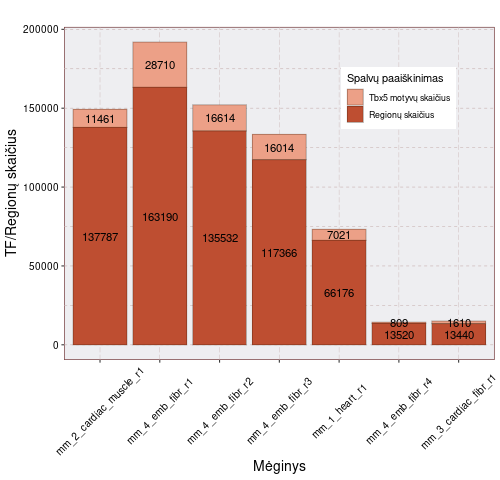 200000
150000
100000
50000
0
TF/Regionų skaičius
Spalvų paaiškinimas
Tbx5 motyvų skaičius
Regionų skaičius
11461
137787
28710
163190
16614
135532
16014
117366
7021
66176
809
13520
1610
13440
mm_2_cardiac_muscle_r1
mm_4_emb_fibr_r1
mm_4_emb_fibr_r2
mm_4_emb_fibr_r3
mm_1_heart_r1
mm_4_emb_fibr_r4
mm_3_cardiac_fibr_r1
Mėginys